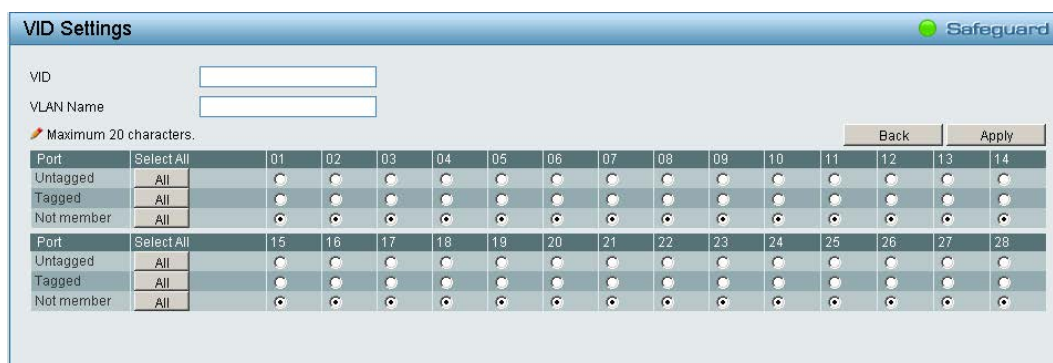 VID Settings Safeguard
VID
VLAN Name
Maximum 20 characters.
Back Apply
Port Select All 01 02 03 04 05 06 07 08 09 10 11 12 13 14
Untagged All
Tagged All
Not member All
Port Select All 15 16 17 18 19 20 21 22 23 24 25 26 27 28
Untagged All
Tagged All
Not member All